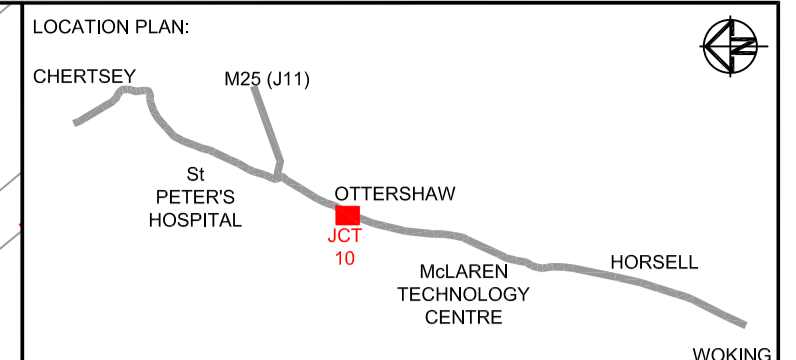 LOCATION PLAN:
CHERTSEY
M25 (J11)
St
PETER'S
HOSPITAL
OTTERSHAW
JCT
10
McLAREN
TECHNOLOGY
CENTRE
HORSELL
WOKING
N